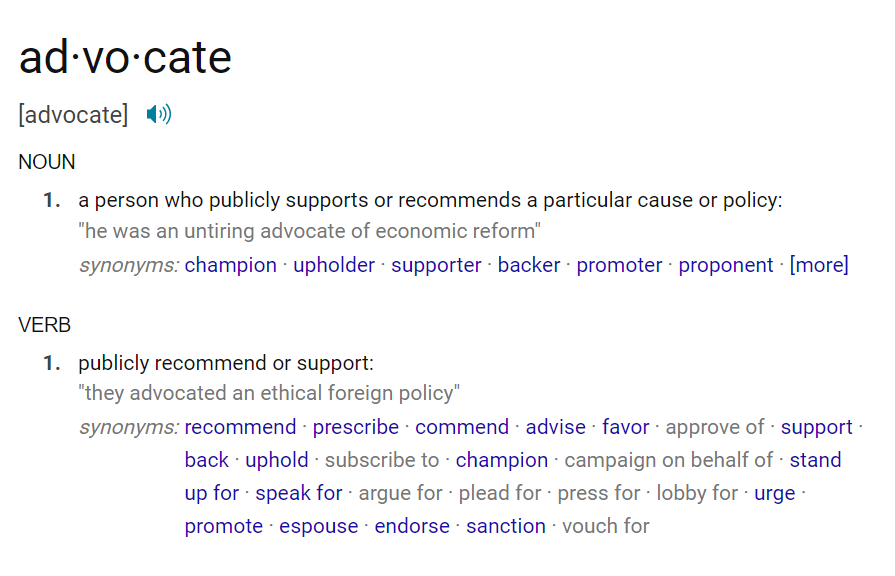 ad·vo·cate
[advocate]
NOUN
1. a person who publicly supports or recommends a particular cause or policy:
"he was an untiring advocate of economic reform"
synonyms: champion · upholder · supporter · backer · promoter · proponent · [more]
VERB
1. publicly recommend or support:
"they advocated an ethical foreign policy"
synonyms: recommend · prescribe · commend · advise · favor · approve of · support ·
back · uphold · subscribe to · champion · campaign on behalf of · stand
up for · speak for · argue for · plead for · press for · lobby for · urge ·
promote · espouse · endorse · sanction · vouch for